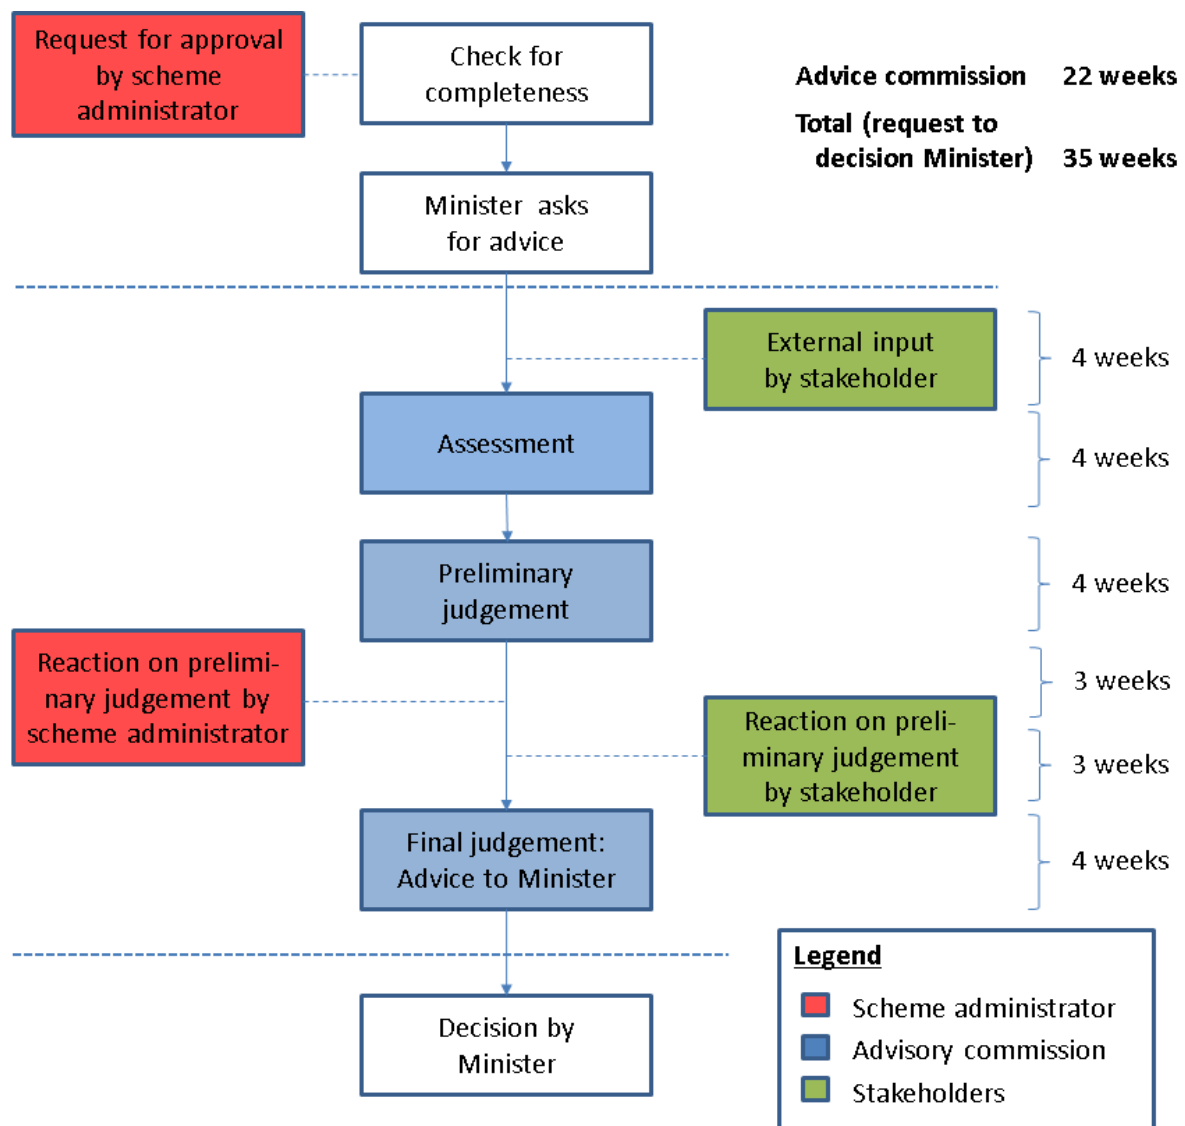 Request for approval
by scheme
administrator
Check for
completeness
Advice commission 22 weeks
Total (request to
decision Minister) 35 weeks
Minister asks
for advice
External input
by stakeholder
4 weeks
Assessment
4 weeks
Preliminary
judgement
4 weeks
Reaction on prelimi-
nary judgement by
scheme administrator
3 weeks
Reaction on preli-
minary judgement
by stakeholder
3 weeks
Final judgement:
Advice to Minister
4 weeks
Decision by
Minister
Legend
Scheme administrator
Advisory commission
Stakeholders